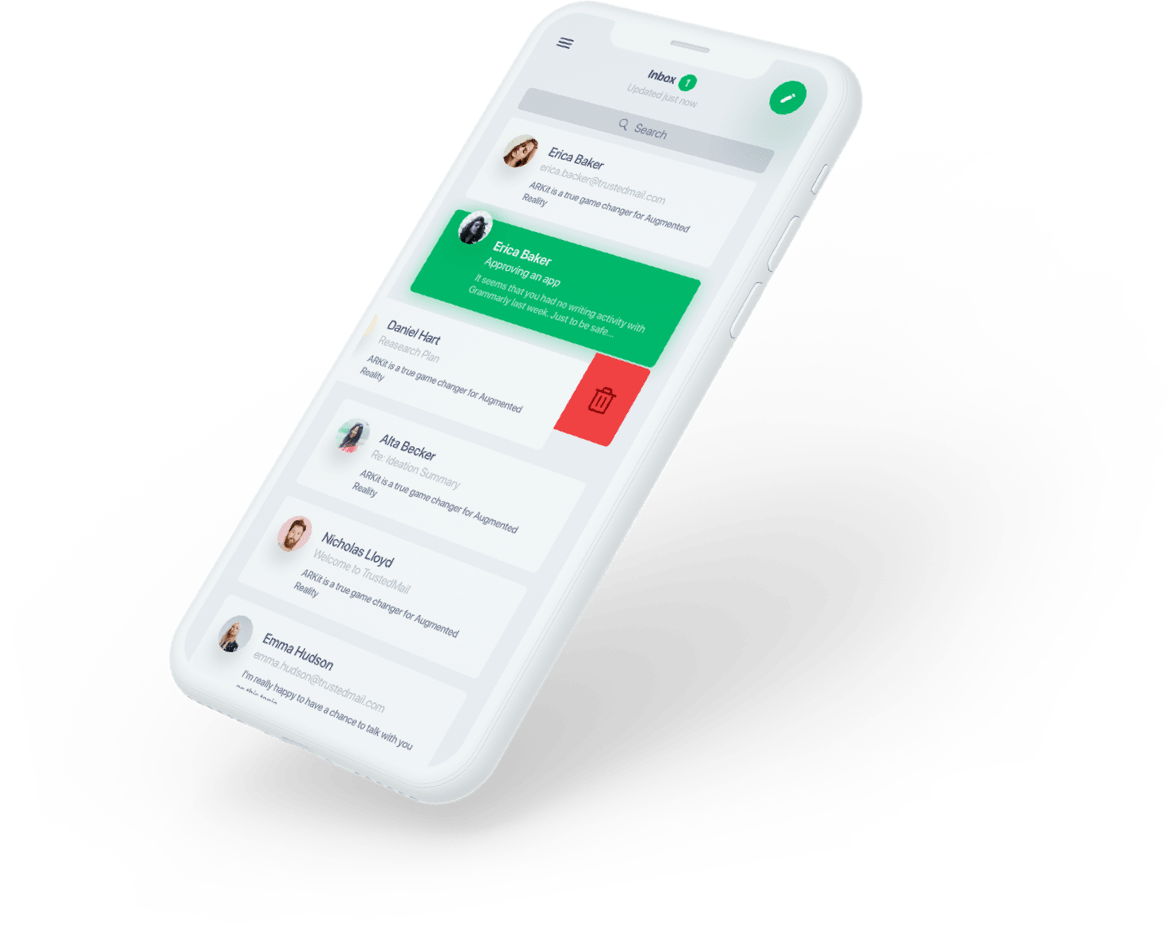 Inbox 1
Updated just now
Search
Erica Baker
erica.backer@trustedmail.com
ARKit is a true game changer for Augmented
Reality
Erica Baker
Approving an app
It seems that you had no writing activity with
Grammarly last week. Just to be safe...
Daniel Hart
Reasearch Plan
ARKit is a true game changer for Augmented
Reality
Alta Becker
Re: Ideation Summary
ARKit is a true game changer for Augmented
Reality
Nicholas Lloyd
Welcome to TrustedMail
ARKit is a true game changer for Augmented
Reality
Emma Hudson
emma.hudson@trustedmail.com
I'm really happy to have a chance to talk with you
on this topic